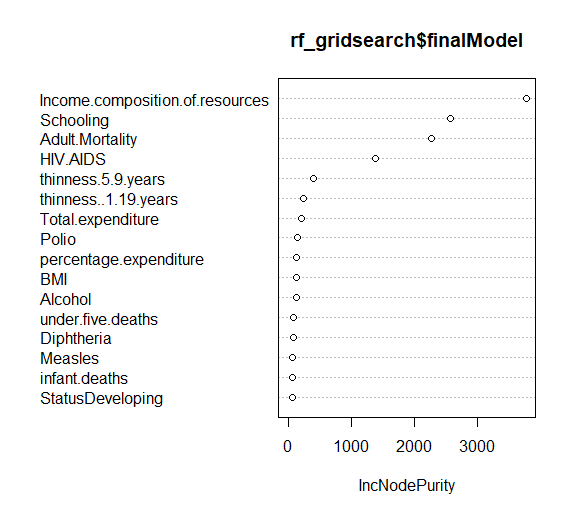 rf_gridsearch$finalModel
Income.composition.of.resources
Schooling
Adult.Mortality
HIV.AIDS
thinness.5.9.years
thinness..1.19.years
Total.expenditure
Polio
percentage.expenditure
BMI
Alcohol
under.five.deaths
Diphtheria
Measles
infant.deaths
StatusDeveloping
0 1000 2000 3000
IncNodePurity